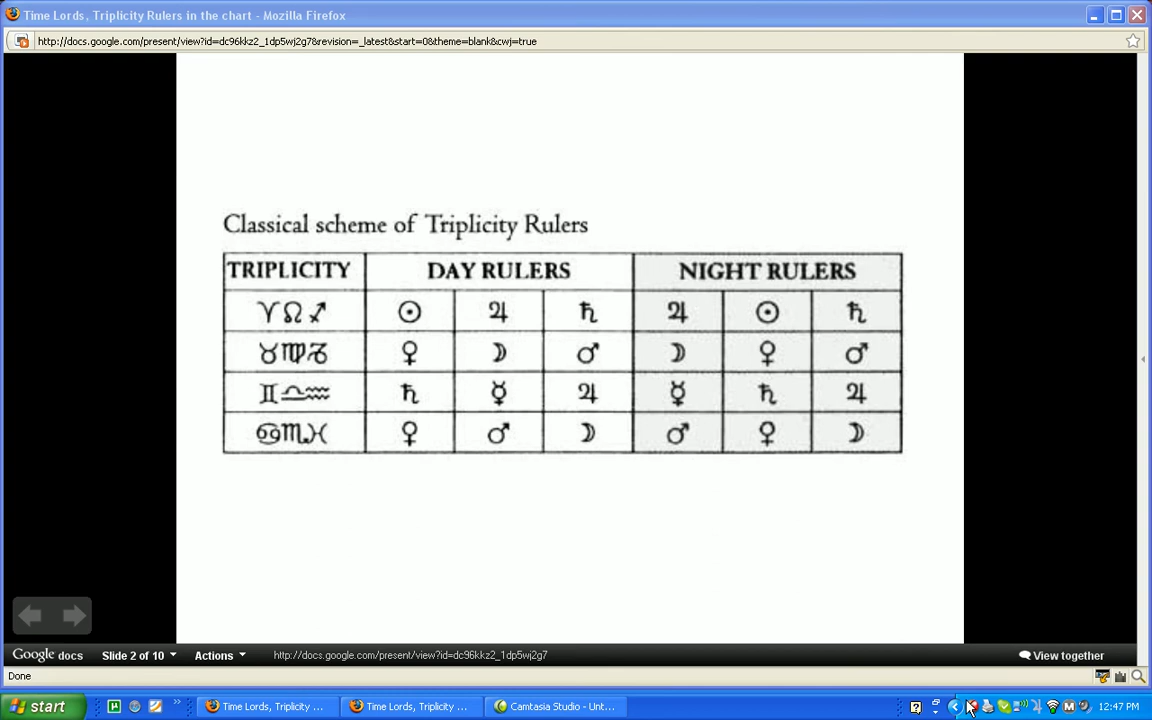 Time Lords, Triplicity Rulers in the chart - Mozilla Firefox
http://docs.google.com/present/view?id=dc96kkz2_1dp5wj2g7&revision=_latest&start=0&theme=blank&cwj=true
Classical scheme of Triplicity Rulers
TRIPLICITY DAY RULERS NIGHT RULERS
♈♌♐ ☉ ♃ ♄ ♃ ☉ ♄
♉♍♑ ♀ ☽ ♂ ☽ ♀ ♂
♊♎♒ ♄ ☿ ♃ ☿ ♄ ♃
♋♏♓ ♀ ♂ ☽ ♂ ♀ ☽
Google docs Slide 2 of 10 Actions http://docs.google.com/present/view?id=dc96kkz2_1dp5wj2g7 View together
Done
start Time Lords, Triplicity ... Time Lords, Triplicity ... Camtasia Studio - Unt... 12:47 PM